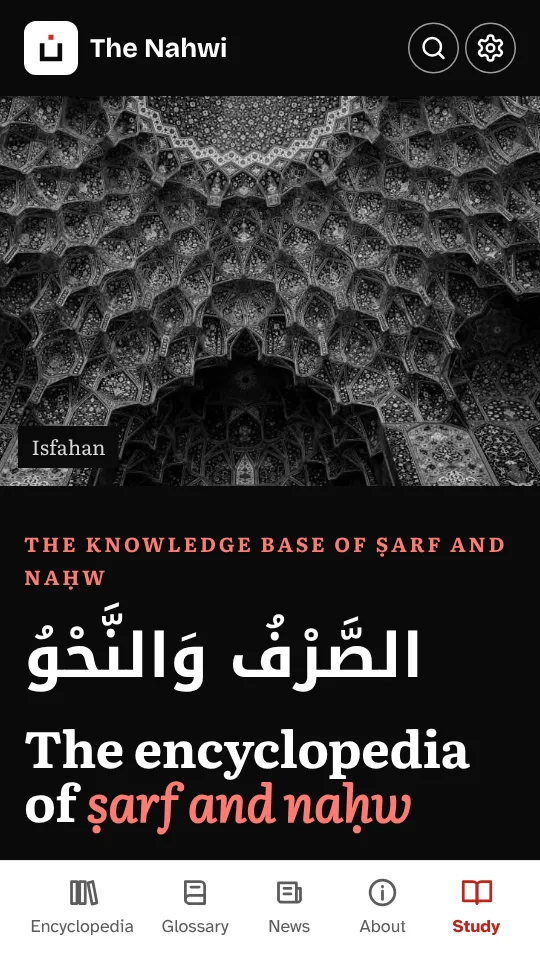 The Nahwi
Isfahan
THE KNOWLEDGE BASE OF ṢARF AND
NAḤW
الصَّرْفُ وَالنَّحْوُ
The encyclopedia
of ṣarf and naḥw
Encyclopedia
Glossary
News
About
Study